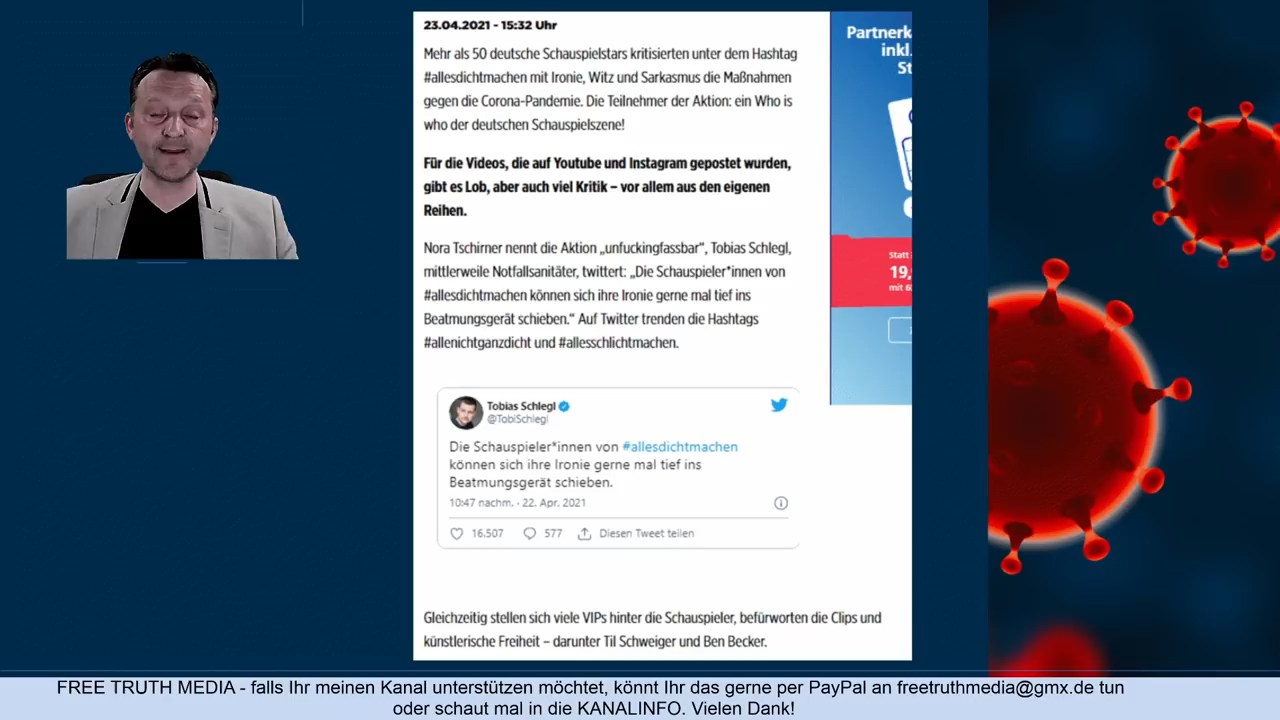 23.04.2021 - 15:32 Uhr
Mehr als 50 deutsche Schauspielstars kritisierten unter dem Hashtag
#allesdichtmachen mit Ironie, Witz und Sarkasmus die Maßnahmen
gegen die Corona-Pandemie. Die Teilnehmer der Aktion: ein Who is
who der deutschen Schauspielszene!
Für die Videos, die auf Youtube und Instagram gepostet wurden,
gibt es Lob, aber auch viel Kritik – vor allem aus den eigenen
Reihen.
Nora Tschirner nennt die Aktion „unfuckingfassbar“, Tobias Schlegl,
mittlerweile Notfallsanitäter, twittert: „Die Schauspieler*innen von
#allesdichtmachen können sich ihre Ironie gerne mal tief ins
Beatmungsgerät schieben.“ Auf Twitter trenden die Hashtags
#allenichtganzdicht und #allesschlichtmachen.
Tobias Schlegl
@TobiSchlegl
Die Schauspieler*innen von #allesdichtmachen
können sich ihre Ironie gerne mal tief ins
Beatmungsgerät schieben.
10:47 nachm. · 22. Apr. 2021
16.507 577 Diesen Tweet teilen
Gleichzeitig stellen sich viele VIPs hinter die Schauspieler, befürworten die Clips und
künstlerische Freiheit – darunter Til Schweiger und Ben Becker.
Partnerk
inkl.
St
Statt
19,
mit 6
FREE TRUTH MEDIA - falls Ihr meinen Kanal unterstützen möchtet, könnt Ihr das gerne per PayPal an freetruthmedia@gmx.de tun
oder schaut mal in die KANALINFO. Vielen Dank!